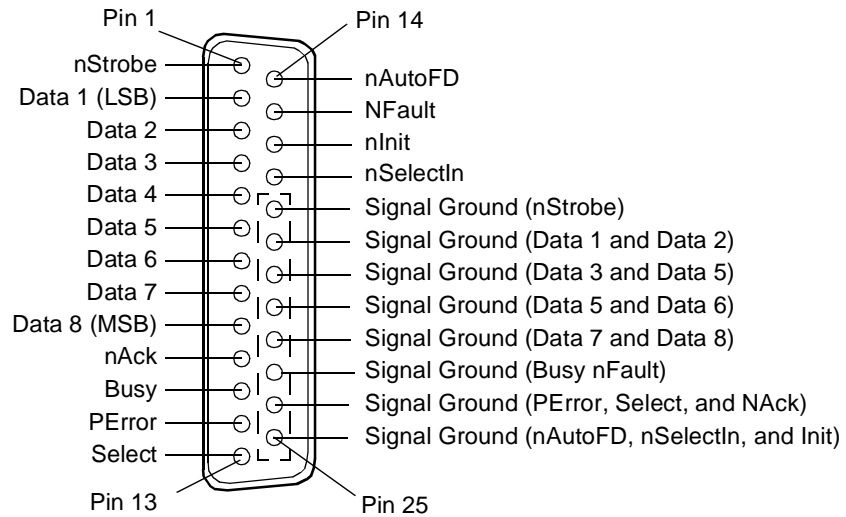 Pin 1
Pin 14
nStrobe
Data 1 (LSB)
Data 2
Data 3
Data 4
Data 5
Data 6
Data 7
Data 8 (MSB)
nAck
Busy
PError
Select
Pin 13
nAutoFD
NFault
nInit
nSelectIn
Signal Ground (nStrobe)
Signal Ground (Data 1 and Data 2)
Signal Ground (Data 3 and Data 5)
Signal Ground (Data 5 and Data 6)
Signal Ground (Data 7 and Data 8)
Signal Ground (Busy nFault)
Signal Ground (PError, Select, and NAck)
Signal Ground (nAutoFD, nSelectIn, and Init)
Pin 25